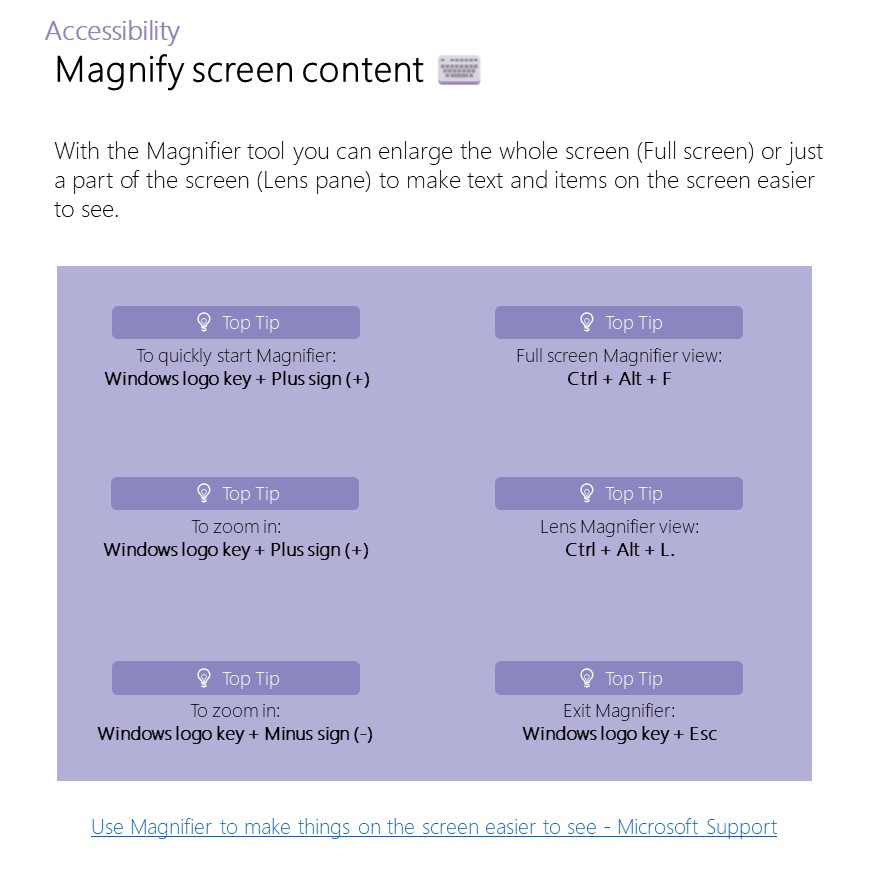 Accessibility
Magnify screen content
With the Magnifier tool you can enlarge the whole screen (Full screen) or just
a part of the screen (Lens pane) to make text and items on the screen easier
to see.
Top Tip
To quickly start Magnifier:
Windows logo key + Plus sign (+)
Top Tip
Full screen Magnifier view:
Ctrl + Alt + F
Top Tip
To zoom in:
Windows logo key + Plus sign (+)
Top Tip
Lens Magnifier view:
Ctrl + Alt + L.
Top Tip
To zoom in:
Windows logo key + Minus sign (-)
Top Tip
Exit Magnifier:
Windows logo key + Esc
Use Magnifier to make things on the screen easier to see - Microsoft Support